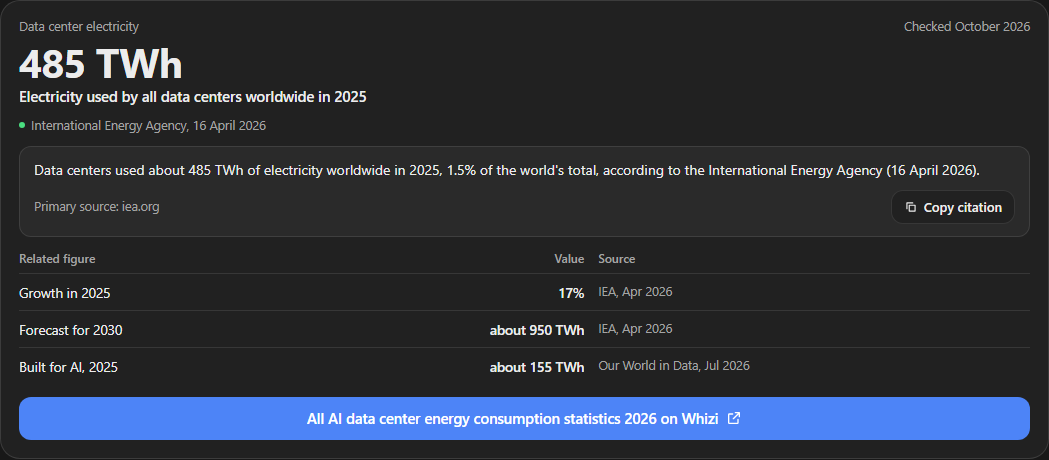 Data center electricity
Checked October 2026
485 TWh
Electricity used by all data centers worldwide in 2025
International Energy Agency, 16 April 2026
Data centers used about 485 TWh of electricity worldwide in 2025, 1.5% of the world's total, according to the International Energy Agency (16 April 2026).
Primary source: iea.org
Copy citation
Related figure Value Source
Growth in 2025 17% IEA, Apr 2026
Forecast for 2030 about 950 TWh IEA, Apr 2026
Built for AI, 2025 about 155 TWh Our World in Data, Jul 2026
All AI data center energy consumption statistics 2026 on Whizi